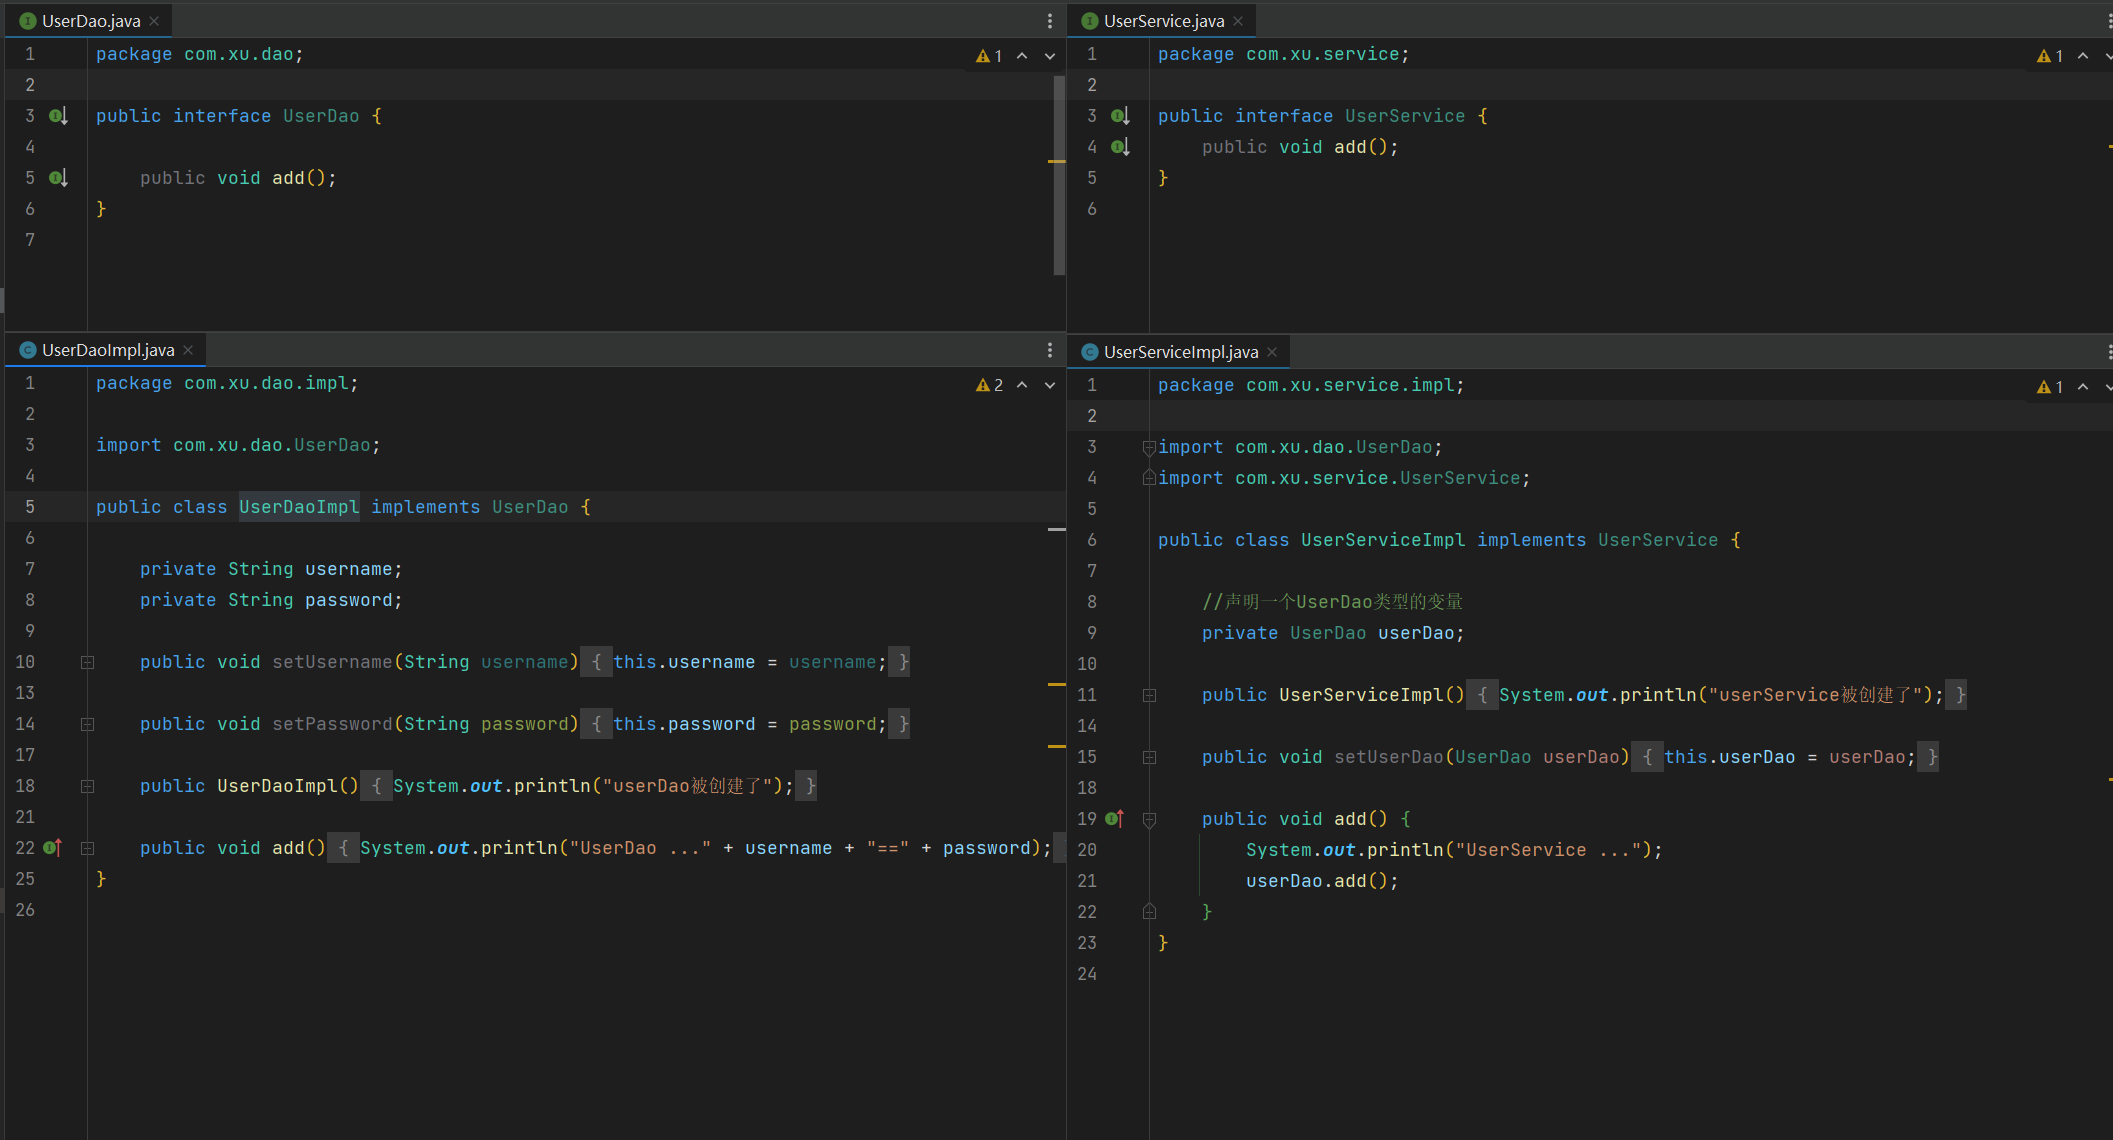 UserDao.java
1 package com.xu.dao;
1
2
3 public interface UserDao {
4
5 public void add();
6 }
7
UserService.java
1 package com.xu.service;
1
2
3 public interface UserService {
4 public void add();
5 }
6
UserDaoImpl.java
1 package com.xu.dao.impl;
2
2
3 import com.xu.dao.UserDao;
4
5 public class UserDaoImpl implements UserDao {
6
7 private String username;
8 private String password;
9
10 public void setUsername(String username) { this.username = username; }
13
14 public void setPassword(String password) { this.password = password; }
17
18 public UserDaoImpl() { System.out.println("userDao被创建了"); }
21
22 public void add() { System.out.println("UserDao ..." + username + "==" + password);
25 }
26
UserServiceImpl.java
1 package com.xu.service.impl;
1
2
3 import com.xu.dao.UserDao;
4 import com.xu.service.UserService;
5
6 public class UserServiceImpl implements UserService {
7
8 //声明一个UserDao类型的变量
9 private UserDao userDao;
10
11 public UserServiceImpl() { System.out.println("userService被创建了"); }
14
15 public void setUserDao(UserDao userDao) { this.userDao = userDao; }
18
19 public void add() {
20 System.out.println("UserService ...");
21 userDao.add();
22 }
23 }
24